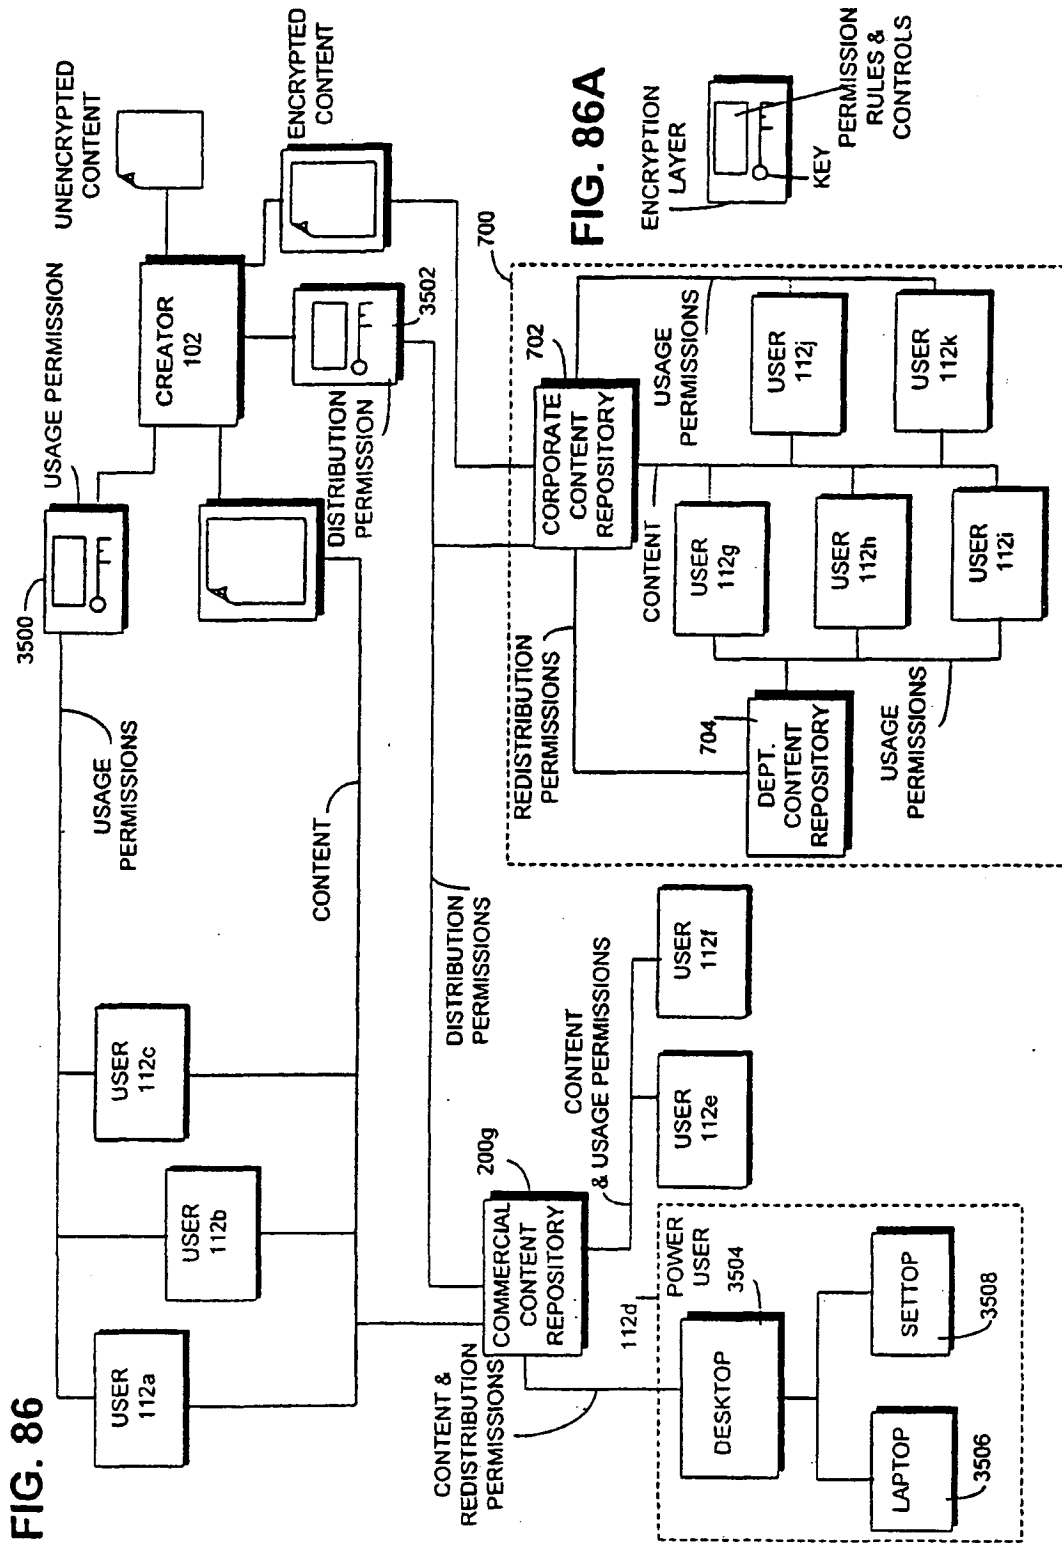 FIG. 86
USER
112a
USER
112b
USER
112c
USAGE
PERMISSIONS
3500
USAGE PERMISSION
CREATOR
102
UNENCRYPTED
CONTENT
ENCRYPTED
CONTENT
DISTRIBUTION
PERMISSION
3502
CONTENT
DISTRIBUTION
PERMISSIONS
CONTENT &
REDISTRIBUTION
PERMISSIONS
COMMERCIAL
CONTENT
REPOSITORY
200g
CONTENT
& USAGE PERMISSIONS
USER
112e
USER
112f
112d
POWER
USER
3504
DESKTOP
LAPTOP
3506
SETTOP
3508
700
CORPORATE
CONTENT
REPOSITORY
702
REDISTRIBUTION
PERMISSIONS
CONTENT
USAGE
PERMISSIONS
704
DEPT.
CONTENT
REPOSITORY
USER
112g
USER
112h
USER
112i
USER
112j
USER
112k
USAGE
PERMISSIONS
FIG. 86A
ENCRYPTION
LAYER
KEY
PERMISSION
RULES &
CONTROLS